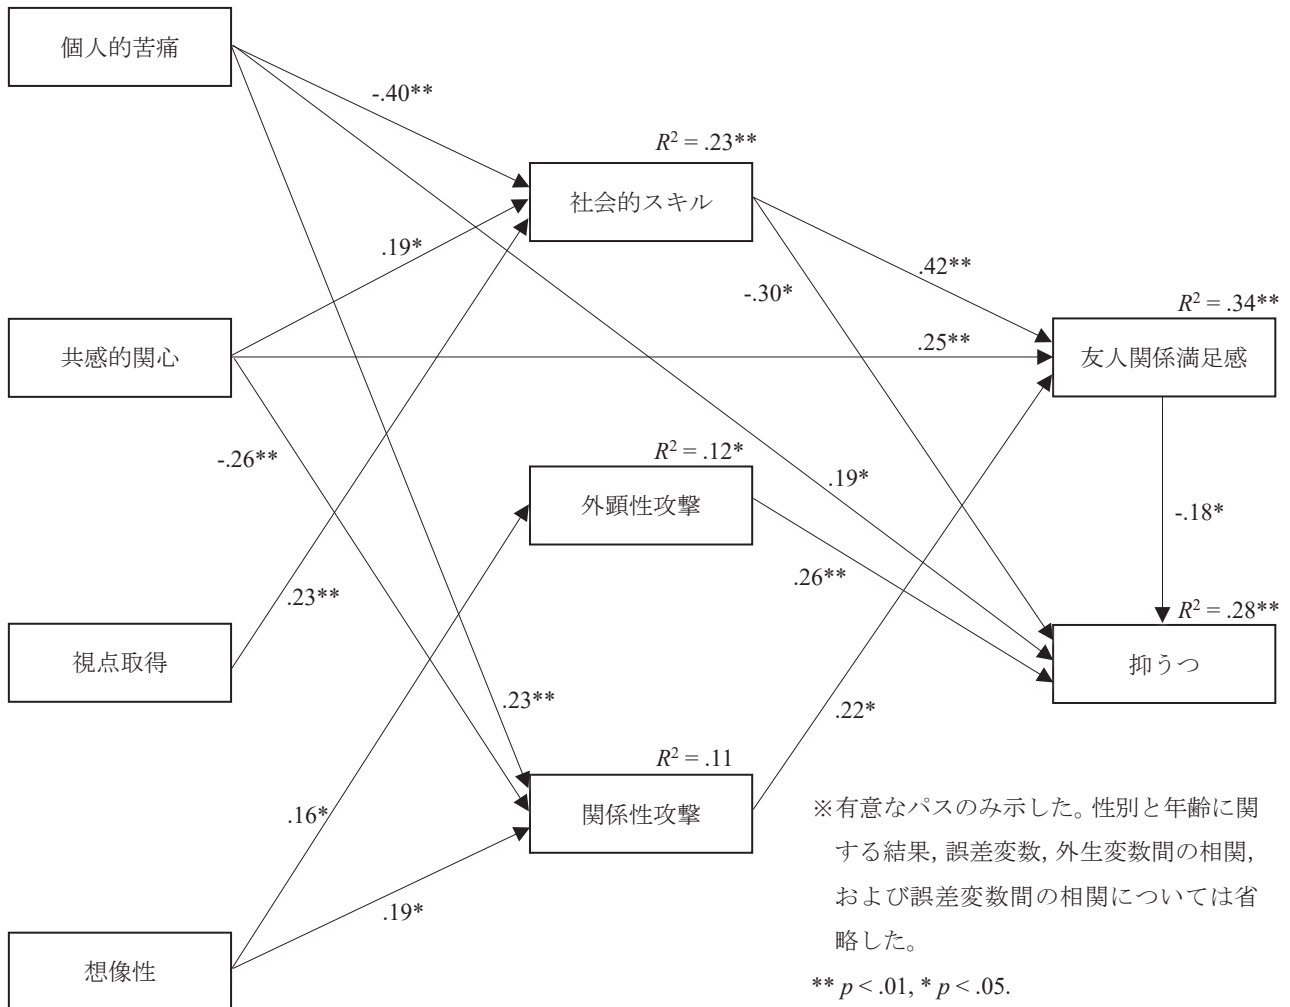 個人的苦痛
-.40**
R² = .23**
社会的スキル
.19*
.42**
-.30*
R² = .34**
共感的関心
.25**
友人関係満足感
-.26**
R² = .12*
.19*
外顕性攻撃
-.18*
.26**
.23**
R² = .28**
視点取得
抑うつ
.23**
.22*
R² = .11
.16*
関係性攻撃
※有意なパスのみ示した。性別と年齢に関
する結果，誤差変数，外生変数間の相関，
および誤差変数間の相関については省
略した。
.19*
想像性
** p < .01, * p < .05.